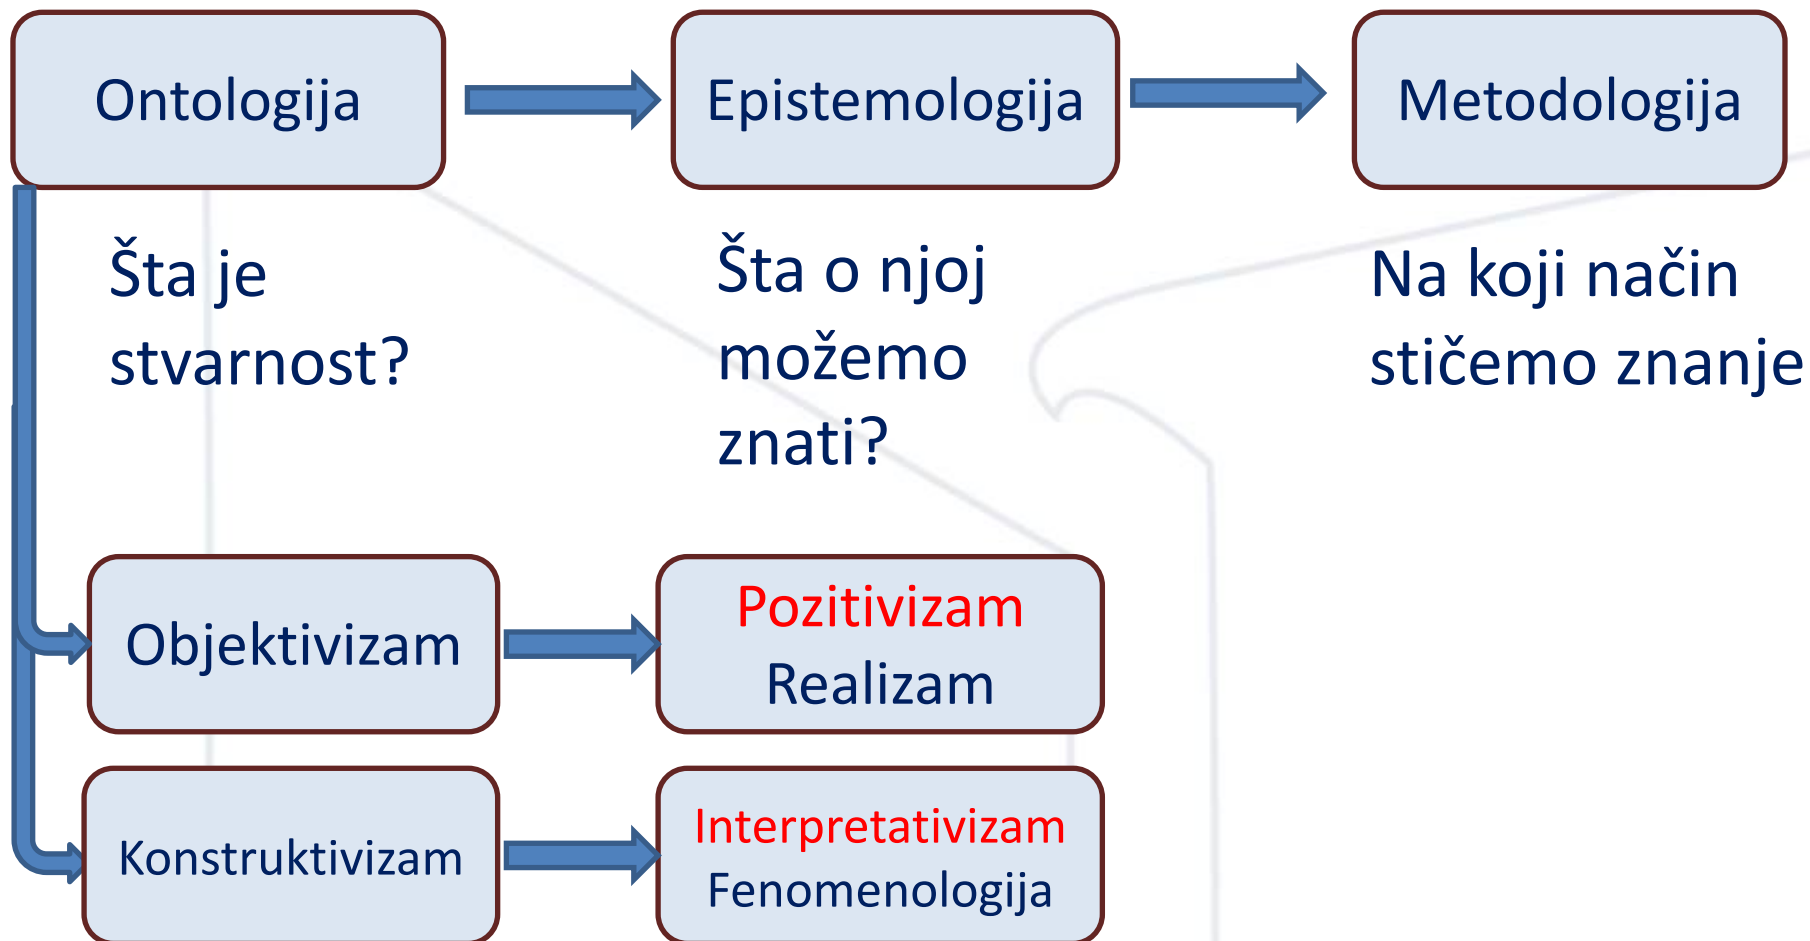 Ontologija
Epistemologija
Metodologija
Šta je
stvarnost?
Šta o njoj
možemo
znati?
Na koji način
stičemo znanje
Objektivizam
Pozitivizam
Realizam
Konstruktivizam
Interpretativizam
Fenomenologija